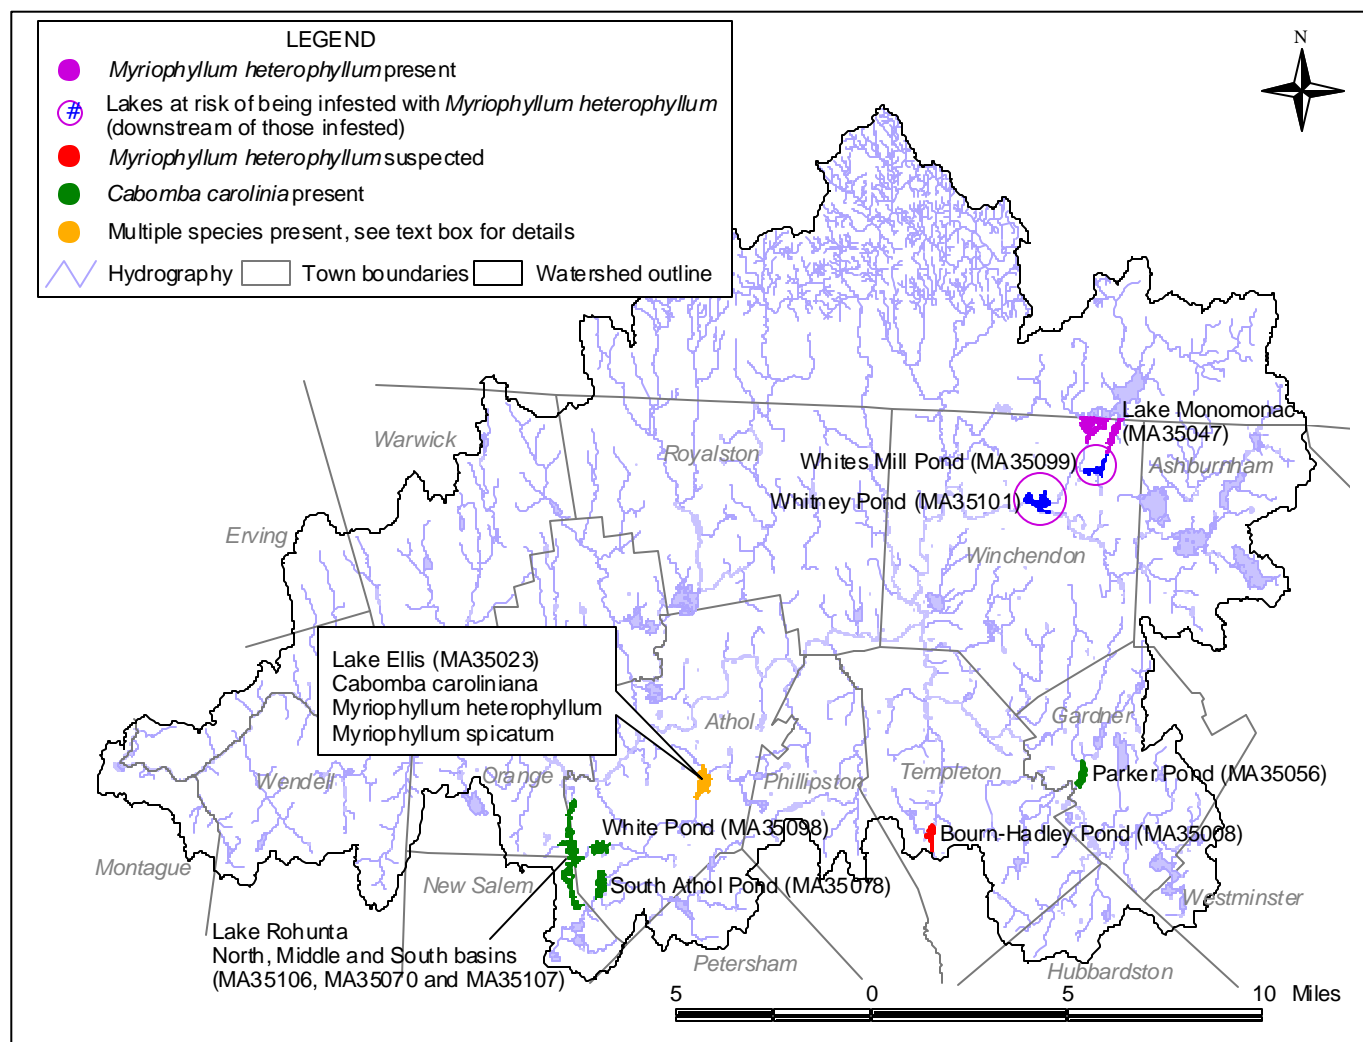 LEGEND
Myriophyllum heterophyllum present
# Lakes at risk of being infested with Myriophyllum heterophyllum
(downstream of those infested)
Myriophyllum heterophyllum suspected
Cabomba carolinia present
Multiple species present, see text box for details
Hydrography Town boundaries Watershed outline
N
Lake Monomonac
(MA35047)
Warwick
Royalston
Whites Mill Pond (MA35099)
Ashburnham
Whitney Pond (MA35101)
Erving
Winchendon
Lake Ellis (MA35023)
Cabomba caroliniana
Myriophyllum heterophyllum
Myriophyllum spicatum
Athol
Gardner
Wendell
Orange
Phillipston
Templeton
Parker Pond (MA35056)
White Pond (MA35098)
Bourn-Hadley Pond (MA35008)
Montague
New Salem
South Athol Pond (MA35078)
Westminster
Lake Rohunta
North, Middle and South basins
(MA35106, MA35070 and MA35107)
Petersham
Hubbardston
5 0 5 10 Miles